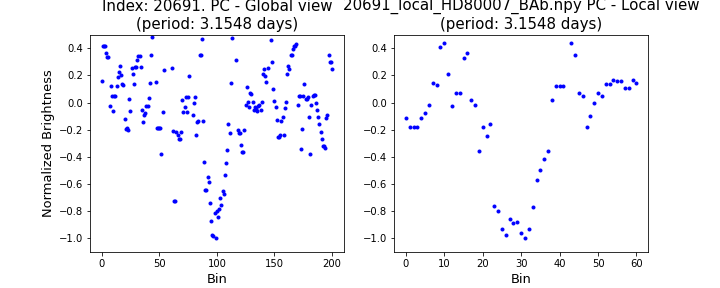 Index: 20691. PC - Global view
(period: 3.1548 days)
20691_local_HD80007_BAb.npy PC - Local view
(period: 3.1548 days)
Normalized Brightness
0.4
0.2
0.0
−0.2
−0.4
−0.6
−0.8
−1.0
0 50 100 150 200
Bin
0.4
0.2
0.0
−0.2
−0.4
−0.6
−0.8
−1.0
0 10 20 30 40 50 60
Bin